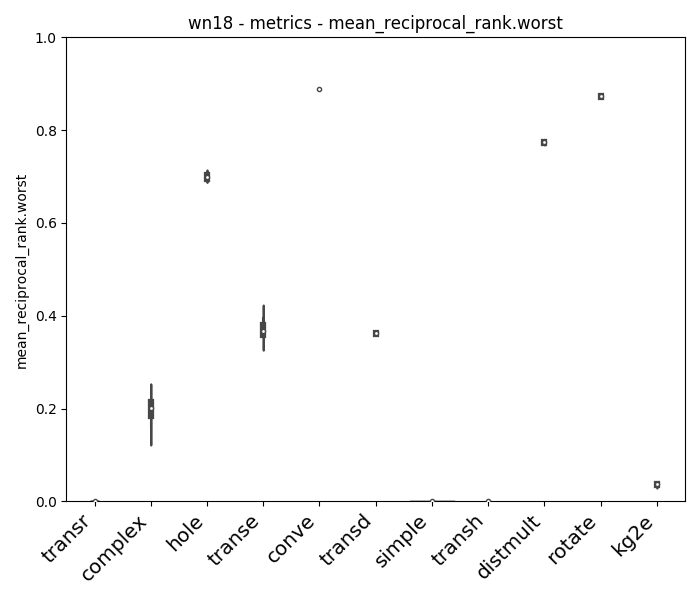 wn18 - metrics - mean_reciprocal_rank.worst
mean_reciprocal_rank.worst
1.0
0.8
0.6
0.4
0.2
0.0
transr
complex
hole
transe
conve
transd
simple
transh
distmult
rotate
kg2e